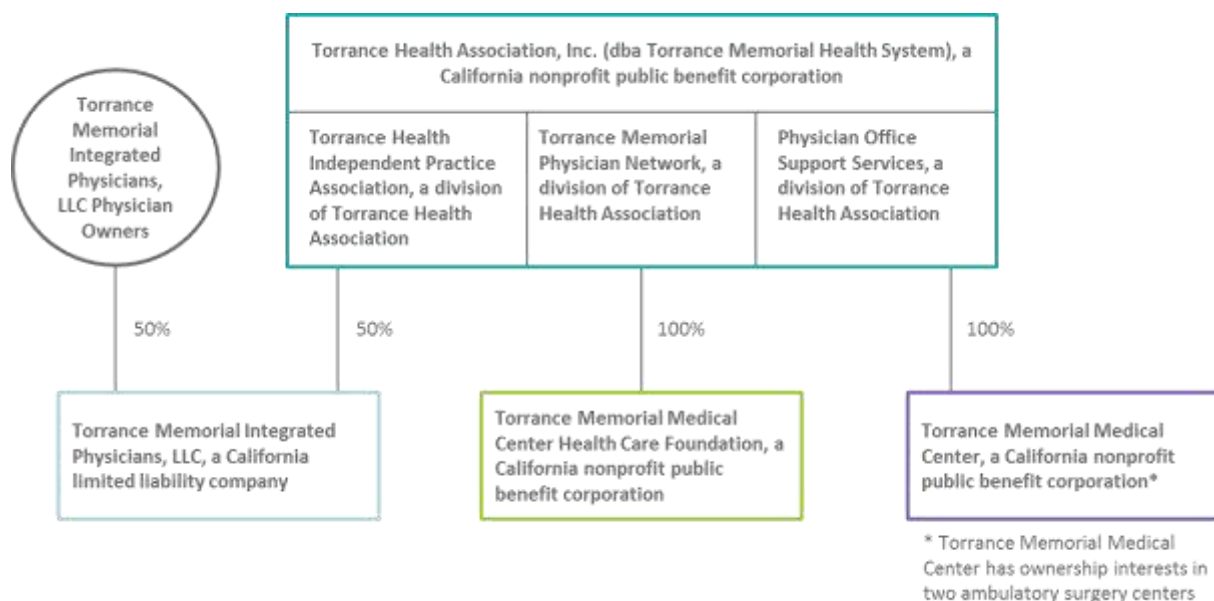 Torrance Health Association, Inc. (dba Torrance Memorial Health System), a
California nonprofit public benefit corporation
Torrance
Memorial
Integrated
Physicians,
LLC Physician
Owners
Torrance Health
Independent Practice
Association, a division
of Torrance Health
Association
Torrance Memorial
Physician Network, a
division of Torrance
Health Association
Physician Office
Support Services, a
division of Torrance
Health Association
50%
50%
100%
100%
Torrance Memorial Integrated
Physicians, LLC, a California
limited liability company
Torrance Memorial Medical
Center Health Care Foundation, a
California nonprofit public
benefit corporation
Torrance Memorial Medical
Center, a California nonprofit
public benefit corporation*
* Torrance Memorial Medical
Center has ownership interests in
two ambulatory surgery centers